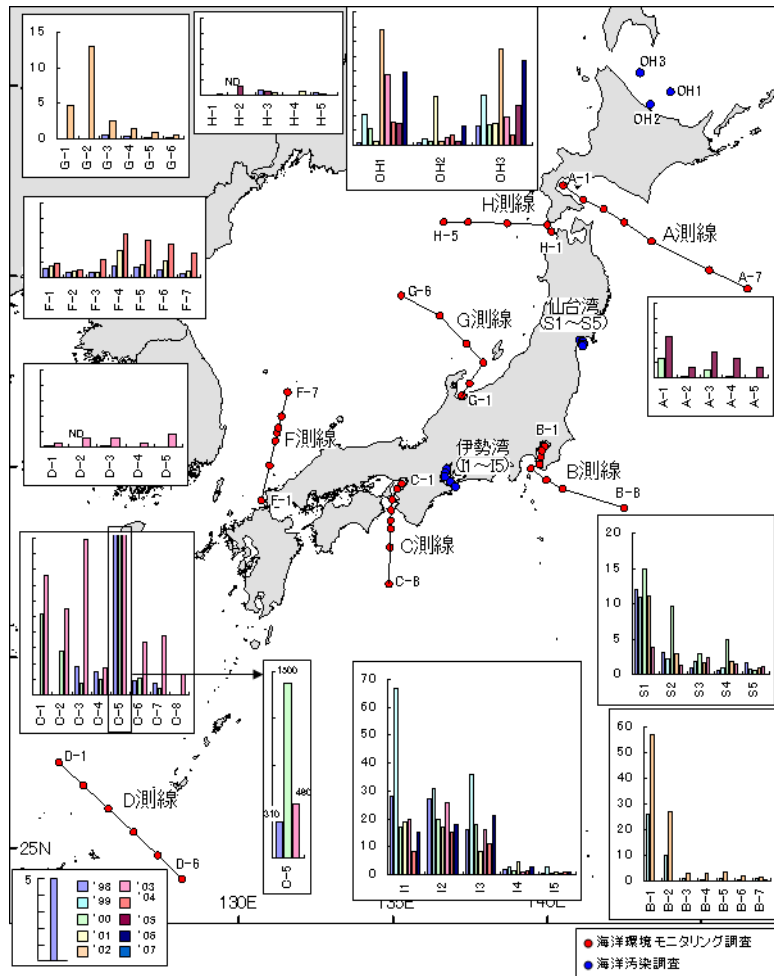 15
10
5
0
G-1
G-2
G-3
G-4
G-5
G-6
ND
H-1
H-2
H-3
H-4
H-5
OH1
OH2
OH3
OH3
OH1
OH2
A-1
H測線
A測線
H-5
H-1
A-7
F-1
F-2
F-3
F-4
F-5
F-6
F-7
G-6
G測線
仙台湾
(S1～S5)
G-1
A-1
A-2
A-3
A-4
A-5
ND
D-1
D-2
D-3
D-4
D-5
F-7
F測線
F-1
B-1
伊勢湾
(I1～I5)
B測線
C-1
B-8
C測線
C-8
C-1
C-2
C-3
C-4
C-5
C-6
C-7
C-8
1500
480
310
C-5
20
15
10
5
0
S1
S2
S3
S4
S5
70
60
50
40
30
20
10
0
I1
I2
I3
I4
I5
60
50
40
30
20
10
0
B-1
B-2
B-3
B-4
B-5
B-6
B-7
B-8
D-1
D測線
D-6
25N
130E
135E
140E
5
0
'98 '03
'99 '04
'00 '05
'01 '06
'02 '07
海洋環境モニタリング調査
海洋汚染調査